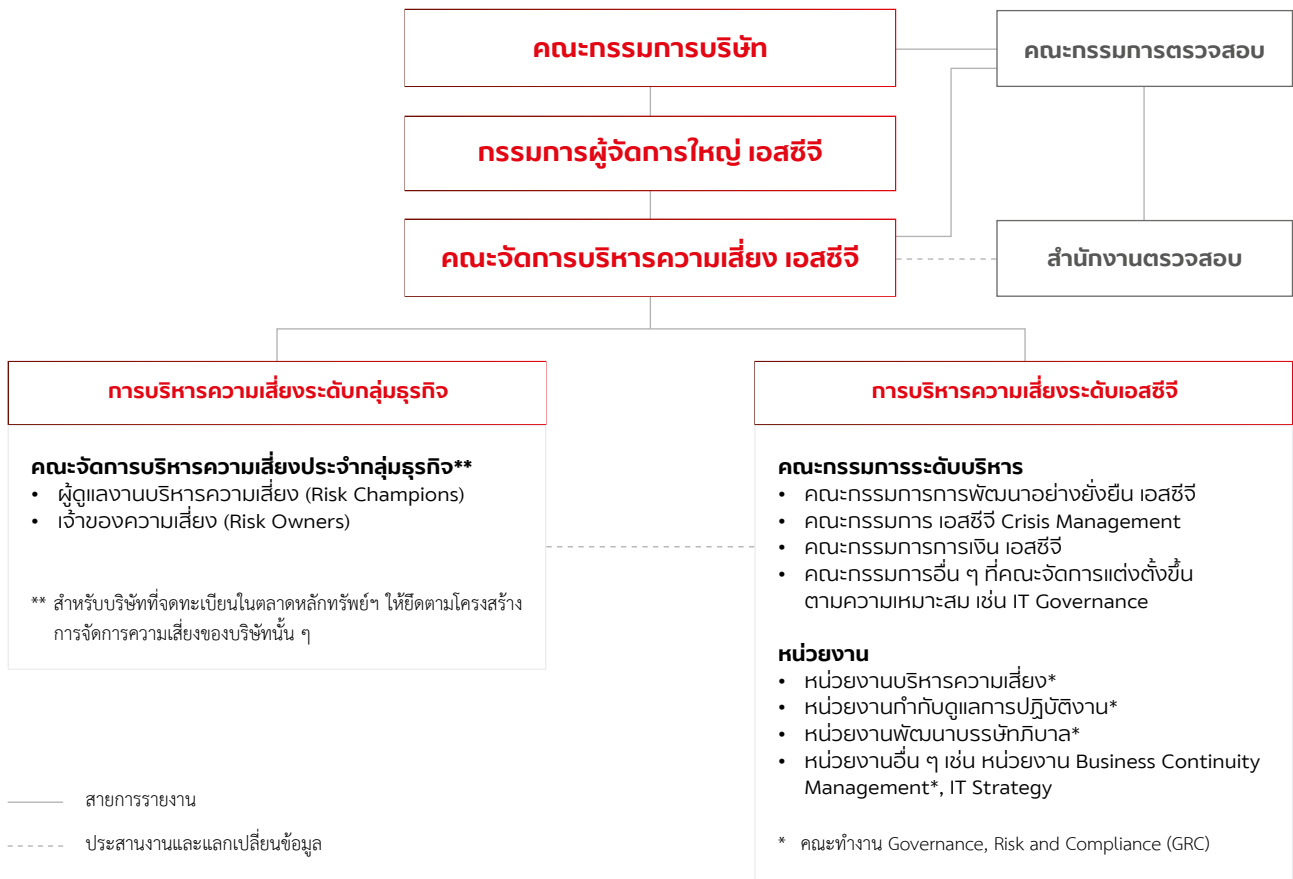 คณะกรรมการบริษัท
คณะกรรมการตรวจสอบ
กรรมการผู้จัดการใหญ่ เอสซีจี
คณะจัดการบริหารความเสี่ยง เอสซีจี
สำนักงานตรวจสอบ
การบริหารความเสี่ยงระดับกลุ่มธุรกิจ
คณะจัดการบริหารความเสี่ยงประจำกลุ่มธุรกิจ**
• ผู้ดูแลงานบริหารความเสี่ยง (Risk Champions)
• เจ้าของความเสี่ยง (Risk Owners)
** สำหรับบริษัทที่จดทะเบียนในตลาดหลักทรัพย์ฯ ให้ยึดตามโครงสร้าง
การจัดการความเสี่ยงของบริษัทนั้น ๆ
การบริหารความเสี่ยงระดับเอสซีจี
คณะกรรมการระดับบริหาร
• คณะกรรมการการพัฒนาอย่างยั่งยืน เอสซีจี
• คณะกรรมการ เอสซีจี Crisis Management
• คณะกรรมการการเงิน เอสซีจี
• คณะกรรมการอื่น ๆ ที่คณะจัดการแต่งตั้งขึ้น
ตามความเหมาะสม เช่น IT Governance
หน่วยงาน
• หน่วยงานบริหารความเสี่ยง*
• หน่วยงานกำกับดูแลการปฏิบัติงาน*
• หน่วยงานพัฒนาบรรษัทภิบาล*
• หน่วยงานอื่น ๆ เช่น หน่วยงาน Business Continuity
Management*, IT Strategy
* คณะทำงาน Governance, Risk and Compliance (GRC)
สายการรายงาน
ประสานงานและแลกเปลี่ยนข้อมูล